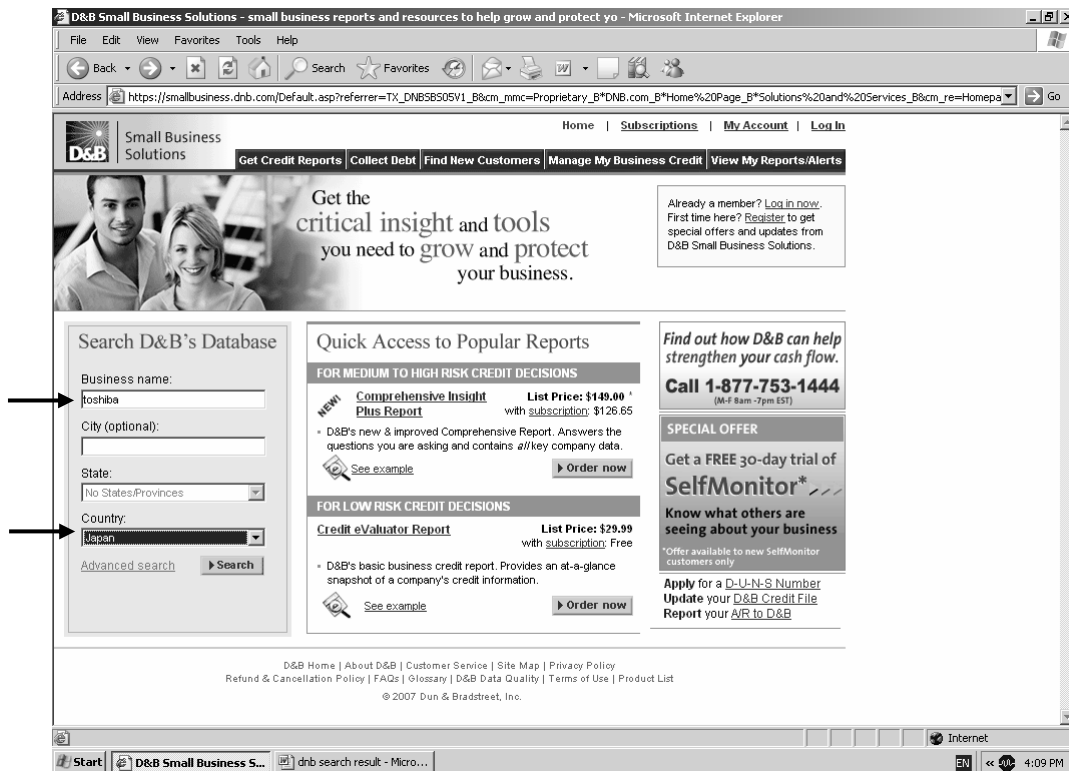 D&B Small Business Solutions - small business reports and resources to help grow and protect yo - Microsoft Internet Explorer
File Edit View Favorites Tools Help
Back Search Favorites
Address https://smallbusiness.dnb.com/Default.asp?referrer=TX_DNBSBS05V1_B&cm_mmc=Proprietary_B*DNB.com_B*Home%20Page_B*Solutions%20and%20Services_B&cm_re=Homepa Go
Home | Subscriptions | My Account | Log In
D&B Small Business Solutions
Get Credit Reports Collect Debt Find New Customers Manage My Business Credit View My Reports/Alerts
Get the
critical insight and tools
you need to grow and protect
your business.
Already a member? Log in now.
First time here? Register to get
special offers and updates from
D&B Small Business Solutions.
Search D&B's Database
Business name:
toshiba
City (optional):
State:
No States/Provinces
Country:
Japan
Advanced search Search
Quick Access to Popular Reports
FOR MEDIUM TO HIGH RISK CREDIT DECISIONS
NEW! Comprehensive Insight Plus Report
List Price: $149.00 *
with subscription: $126.65
D&B's new & improved Comprehensive Report. Answers the
questions you are asking and contains all key company data.
See example Order now
FOR LOW RISK CREDIT DECISIONS
Credit eValuator Report List Price: $29.99
with subscription: Free
D&B's basic business credit report. Provides an at-a-glance
snapshot of a company's credit information.
See example Order now
Find out how D&B can help
strengthen your cash flow.
Call 1-877-753-1444
(M-F 8am -7pm EST)
SPECIAL OFFER
Get a FREE 30-day trial of
SelfMonitor*
Know what others are
seeing about your business
*Offer available to new SelfMonitor
customers only
Apply for a D-U-N-S Number
Update your D&B Credit File
Report your A/R to D&B
D&B Home | About D&B | Customer Service | Site Map | Privacy Policy
Refund & Cancellation Policy | FAQs | Glossary | D&B Data Quality | Terms of Use | Product List
© 2007 Dun & Bradstreet, Inc.
Internet
Start D&B Small Business S... dnb search result - Micro... EN « 4:09 PM